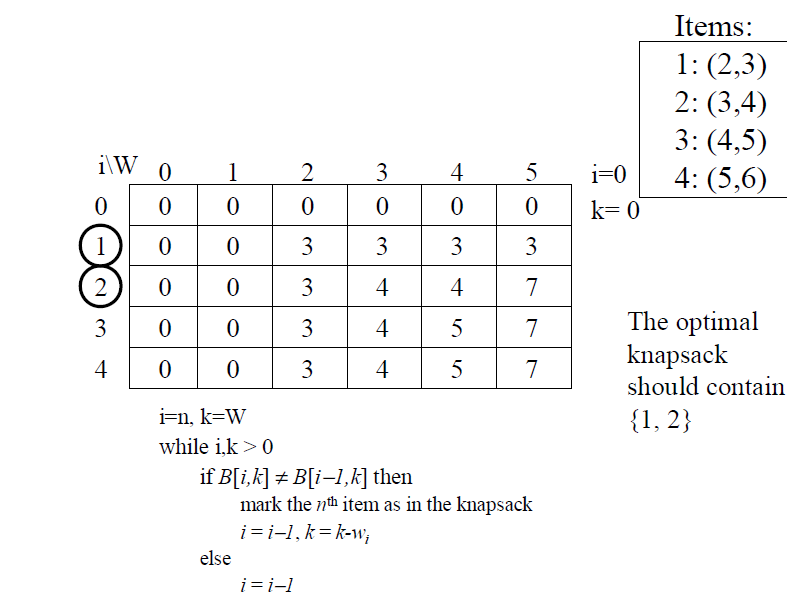 Items:
1: (2,3)
2: (3,4)
3: (4,5)
4: (5,6)
i\W 0 1 2 3 4 5
i=0
k= 0
0 0 0 0 0 0 0
1 0 0 3 3 3 3
2 0 0 3 4 4 7
3 0 0 3 4 5 7
4 0 0 3 4 5 7
The optimal
knapsack
should contain
{1, 2}
i=n, k=W
while i,k > 0
if B[i,k] ≠ B[i−1,k] then
mark the nth item as in the knapsack
i = i−1, k = k-wi
else
i = i−1